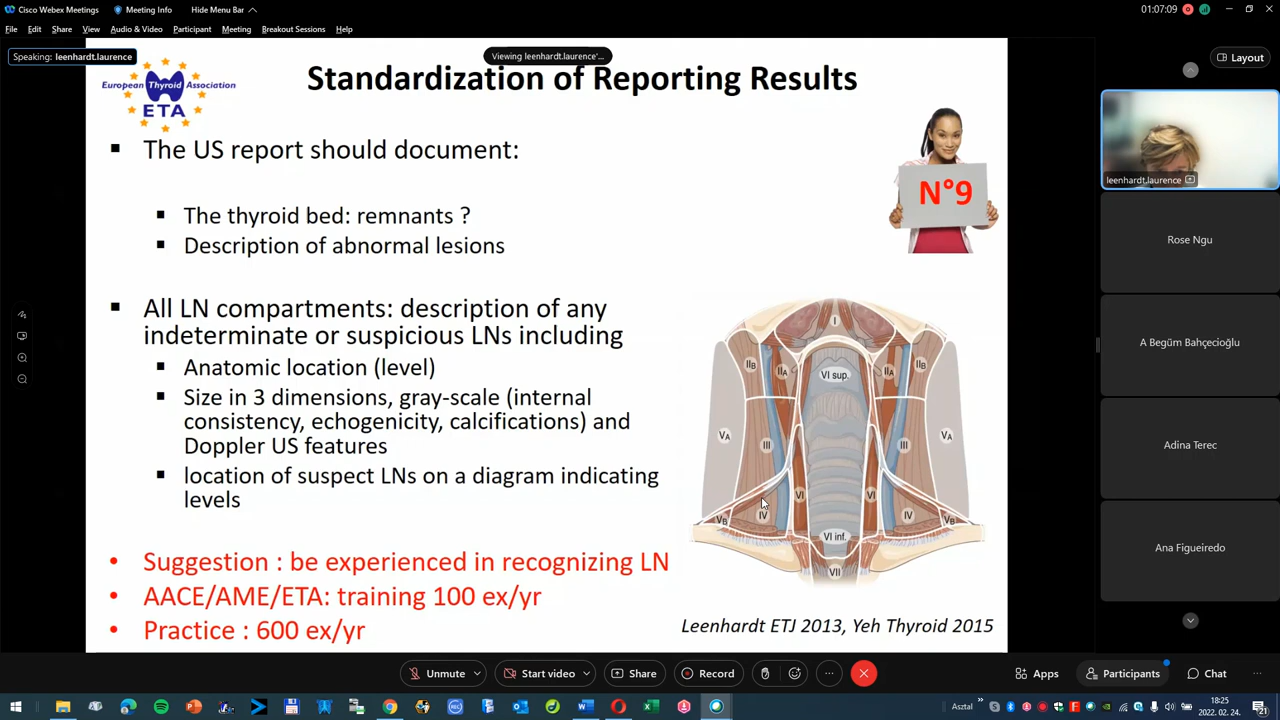 Cisco Webex Meetings
Meeting Info
Hide Menu Bar
01:07:09
File Edit Share View Audio & Video Participant Meeting Breakout Sessions Help
Speaking: leenhardt.laurence
Viewing leenhardt.laurence'...
Layout
European Thyroid Association
ETA
Standardization of Reporting Results
The US report should document:
N°9
The thyroid bed: remnants ?
Description of abnormal lesions
All LN compartments: description of any
indeterminate or suspicious LNs including
Anatomic location (level)
Size in 3 dimensions, gray-scale (internal
consistency, echogenicity, calcifications) and
Doppler US features
location of suspect LNs on a diagram indicating
levels
Suggestion : be experienced in recognizing LN
AACE/AME/ETA: training 100 ex/yr
Practice : 600 ex/yr
I
IIB IIA IIA IIB
VI sup.
VA III III VA
VI VI
VB IV IV VB
VI inf.
VII
Leenhardt ETJ 2013, Yeh Thyroid 2015
leenhardt.laurence
Rose Ngu
A Begüm Bahçecioğlu
Adina Terec
Ana Figueiredo
Unmute
Start video
Share
Record
Apps
Participants
Chat
Asztal
18:25
2022. 02. 24.